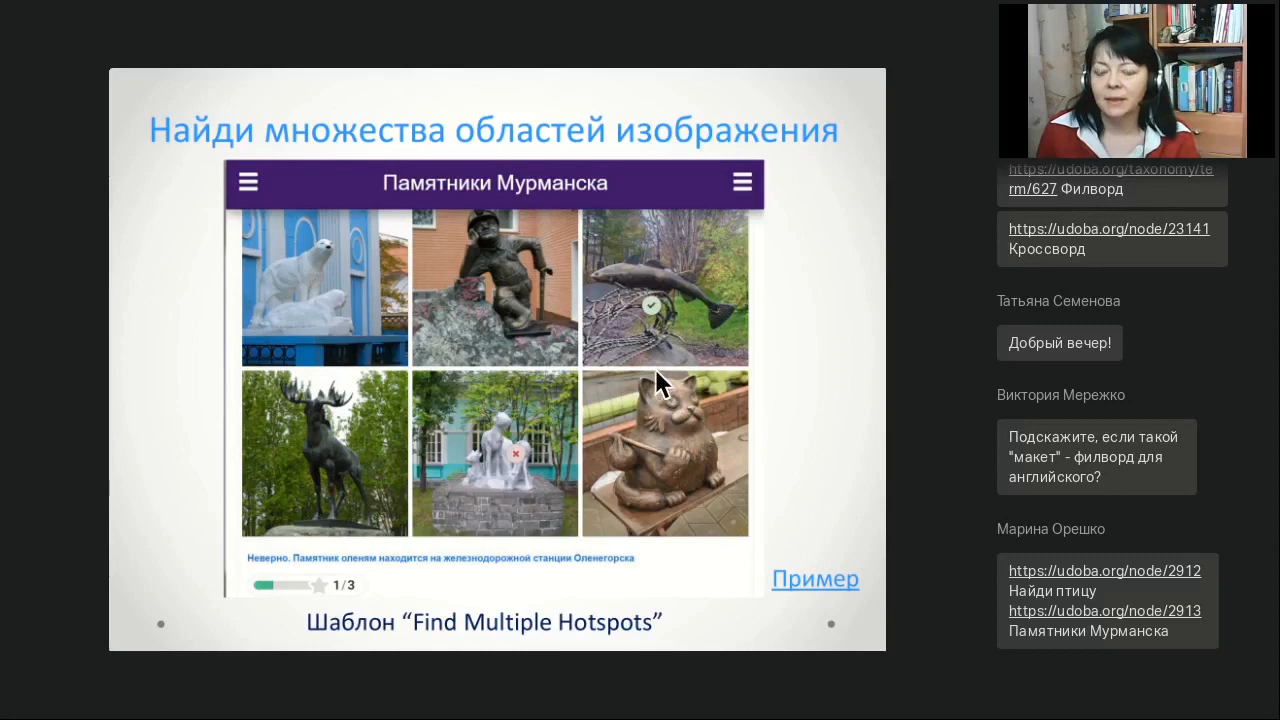 Найди множества областей изображения
Памятники Мурманска
Неверно. Памятник оленям находится на железнодорожной станции Оленегорска
1/3
Пример
Шаблон “Find Multiple Hotspots”
https://udoba.org/taxonomy/te
rm/627 Филворд
https://udoba.org/node/23141
Кроссворд
Татьяна Семенова
Добрый вечер!
Виктория Мережко
Подскажите, если такой
"макет" - филворд для
английского?
Марина Орешко
https://udoba.org/node/2912
Найди птицу
https://udoba.org/node/2913
Памятники Мурманска